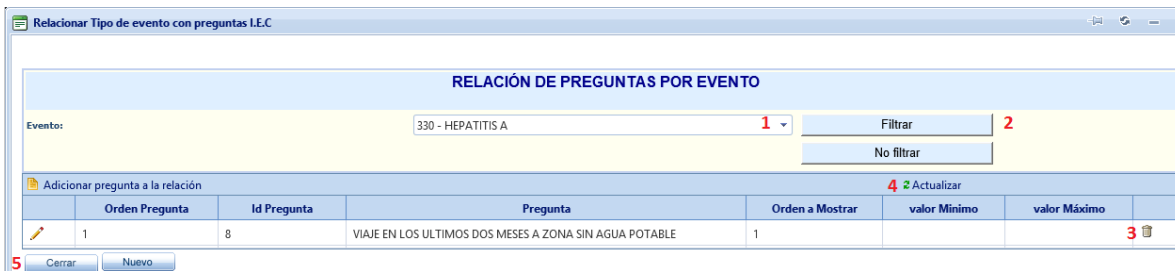 Relacionar Tipo de evento con preguntas I.E.C
RELACIÓN DE PREGUNTAS POR EVENTO
Evento: 330 - HEPATITIS A 1 Filtrar 2
No filtrar
Adicionar pregunta a la relación 4 Actualizar
Orden Pregunta Id Pregunta Pregunta Orden a Mostrar valor Minimo valor Máximo
1 8 VIAJE EN LOS ULTIMOS DOS MESES A ZONA SIN AGUA POTABLE 1 3
5 Cerrar Nuevo